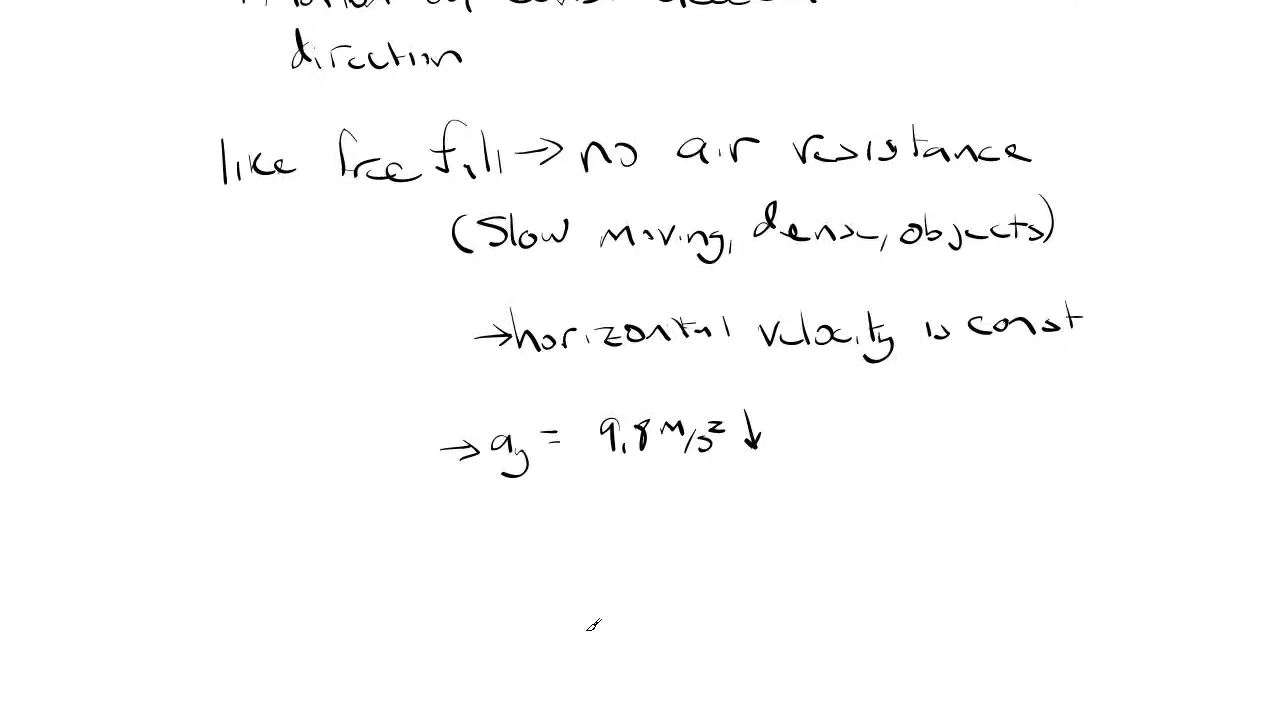 direction
like free fall → no air resistance
(Slow moving, dense, objects)
→ horizontal velocity is const
→ ay = 9.8 m/s² ↓